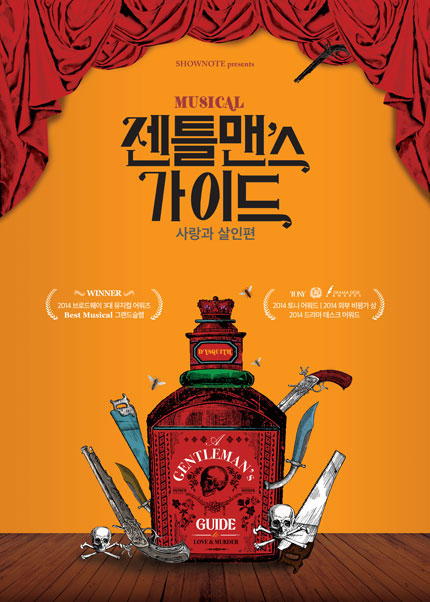 SHOWNOTE presents
MUSICAL
젠틀맨's
가이드
사랑과 살인편
WINNER
2014 브로드웨이 3대 뮤지컬 어워즈
Best Musical 그랜드슬램
TONY
2014 토니 어워드 | 2014 외부 비평가 상
2014 드라마 데스크 어워드
D'YSQUITH
A
GENTLEMAN'S
GUIDE
to
LOVE & MURDER